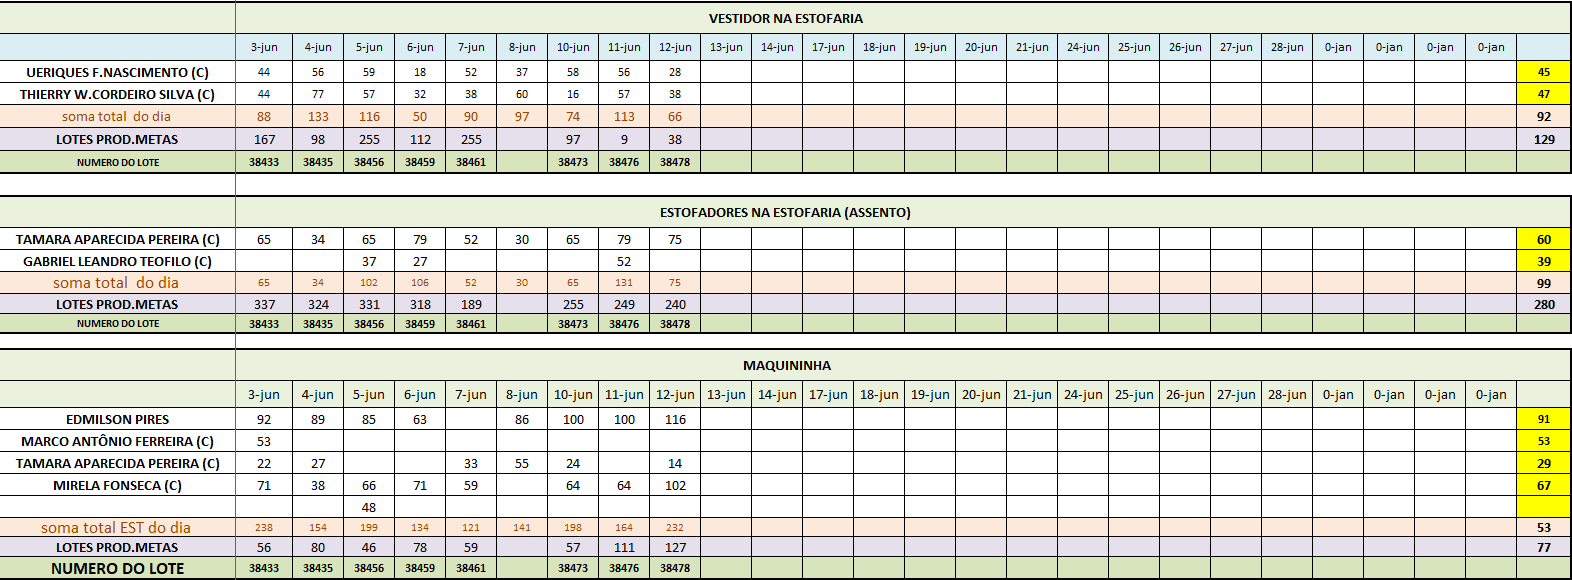 VESTIDOR NA ESTOFARIA
3-jun 4-jun 5-jun 6-jun 7-jun 8-jun 10-jun 11-jun 12-jun 13-jun 14-jun 17-jun 18-jun 19-jun 20-jun 21-jun 24-jun 25-jun 26-jun 27-jun 28-jun 0-jan 0-jan 0-jan 0-jan
UERIQUES F.NASCIMENTO (C) 44 56 59 18 52 37 58 56 28 45
THIERRY W.CORDEIRO SILVA (C) 44 77 57 32 38 60 16 57 38 47
soma total do dia 88 133 116 50 90 97 74 113 66 92
LOTES PROD.METAS 167 98 255 112 255 97 9 38 129
NUMERO DO LOTE 38433 38435 38456 38459 38461 38473 38476 38478
ESTOFADORES NA ESTOFARIA (ASSENTO)
TAMARA APARECIDA PEREIRA (C) 65 34 65 79 52 30 65 79 75 60
GABRIEL LEANDRO TEOFILO (C) 37 27 52 39
soma total do dia 65 34 102 106 52 30 65 131 75 99
LOTES PROD.METAS 337 324 331 318 189 255 249 240 280
NUMERO DO LOTE 38433 38435 38456 38459 38461 38473 38476 38478
MAQUININHA
3-jun 4-jun 5-jun 6-jun 7-jun 8-jun 10-jun 11-jun 12-jun 13-jun 14-jun 17-jun 18-jun 19-jun 20-jun 21-jun 24-jun 25-jun 26-jun 27-jun 28-jun 0-jan 0-jan 0-jan 0-jan
EDMILSON PIRES 92 89 85 63 86 100 100 116 91
MARCO ANTÔNIO FERREIRA (C) 53 53
TAMARA APARECIDA PEREIRA (C) 22 27 33 55 24 14 29
MIRELA FONSECA (C) 71 38 66 71 59 64 64 102 67
48
soma total EST do dia 238 154 199 134 121 141 198 164 232 53
LOTES PROD.METAS 56 80 46 78 59 57 111 127 77
NUMERO DO LOTE 38433 38435 38456 38459 38461 38473 38476 38478